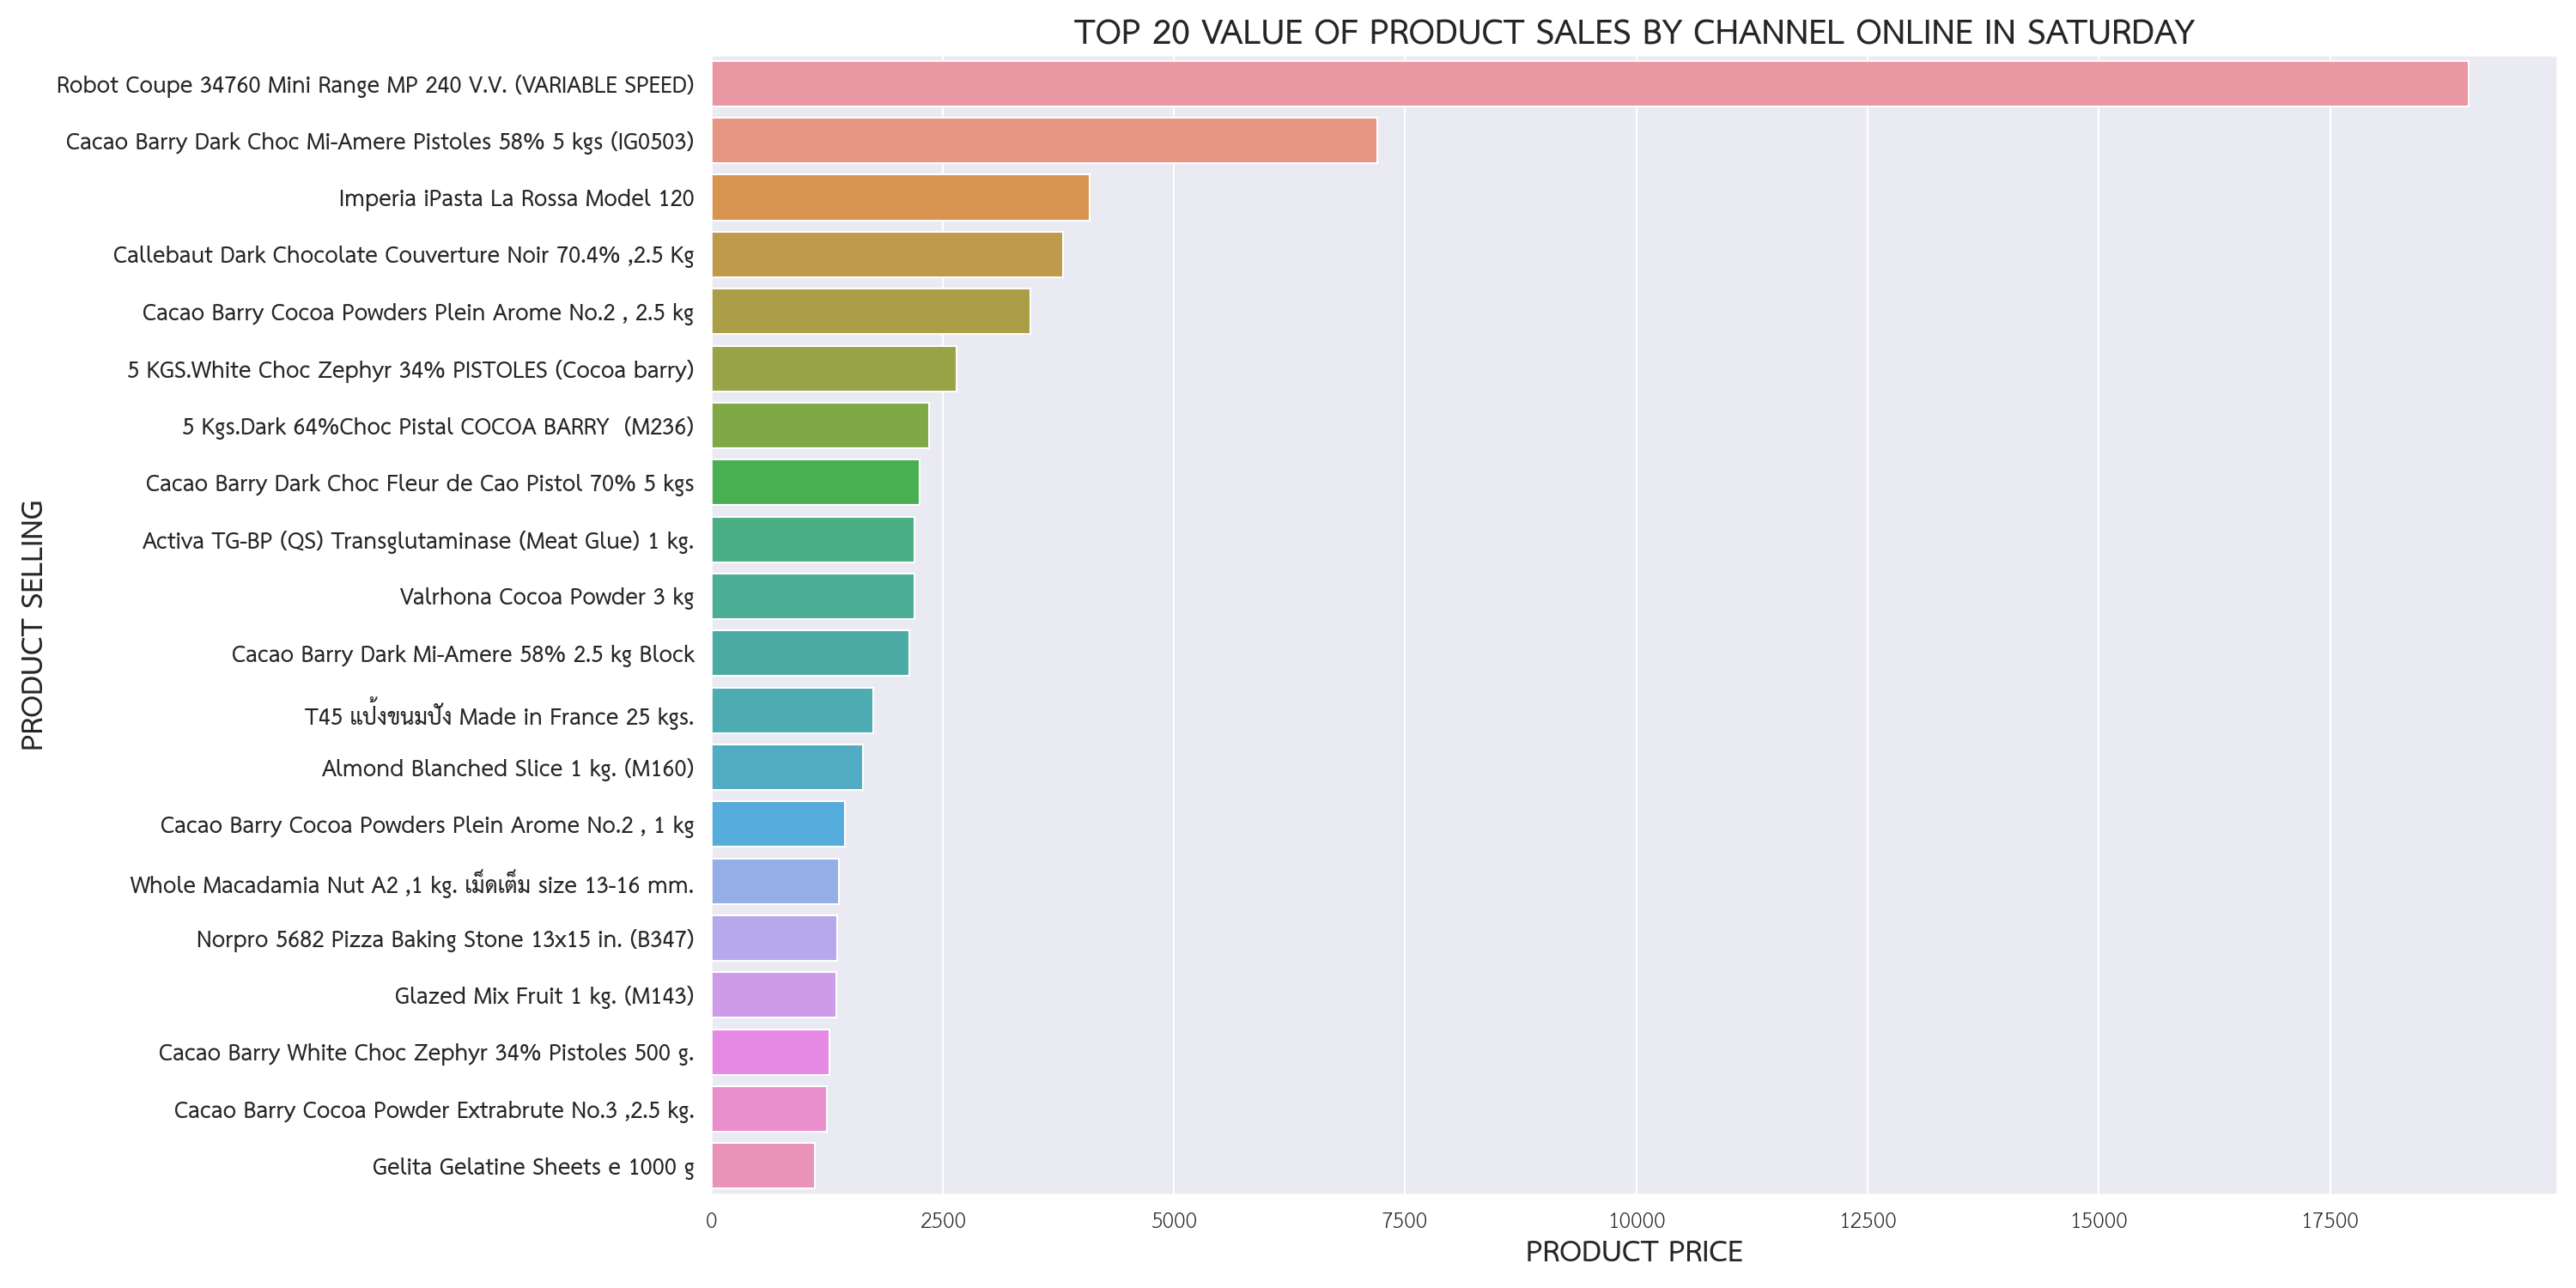 TOP 20 VALUE OF PRODUCT SALES BY CHANNEL ONLINE IN SATURDAY
PRODUCT SELLING
Robot Coupe 34760 Mini Range MP 240 V.V. (VARIABLE SPEED)
Cacao Barry Dark Choc Mi-Amere Pistoles 58% 5 kgs (IG0503)
Imperia iPasta La Rossa Model 120
Callebaut Dark Chocolate Couverture Noir 70.4% ,2.5 Kg
Cacao Barry Cocoa Powders Plein Arome No.2 , 2.5 kg
5 KGS.White Choc Zephyr 34% PISTOLES (Cocoa barry)
5 Kgs.Dark 64%Choc Pistal COCOA BARRY  (M236)
Cacao Barry Dark Choc Fleur de Cao Pistol 70% 5 kgs
Activa TG-BP (QS) Transglutaminase (Meat Glue) 1 kg.
Valrhona Cocoa Powder 3 kg
Cacao Barry Dark Mi-Amere 58% 2.5 kg Block
T45 แป้งขนมปัง Made in France 25 kgs.
Almond Blanched Slice 1 kg. (M160)
Cacao Barry Cocoa Powders Plein Arome No.2 , 1 kg
Whole Macadamia Nut A2 ,1 kg. เม็ดเต็ม size 13-16 mm.
Norpro 5682 Pizza Baking Stone 13x15 in. (B347)
Glazed Mix Fruit 1 kg. (M143)
Cacao Barry White Choc Zephyr 34% Pistoles 500 g.
Cacao Barry Cocoa Powder Extrabrute No.3 ,2.5 kg.
Gelita Gelatine Sheets e 1000 g
0 2500 5000 7500 10000 12500 15000 17500
PRODUCT PRICE